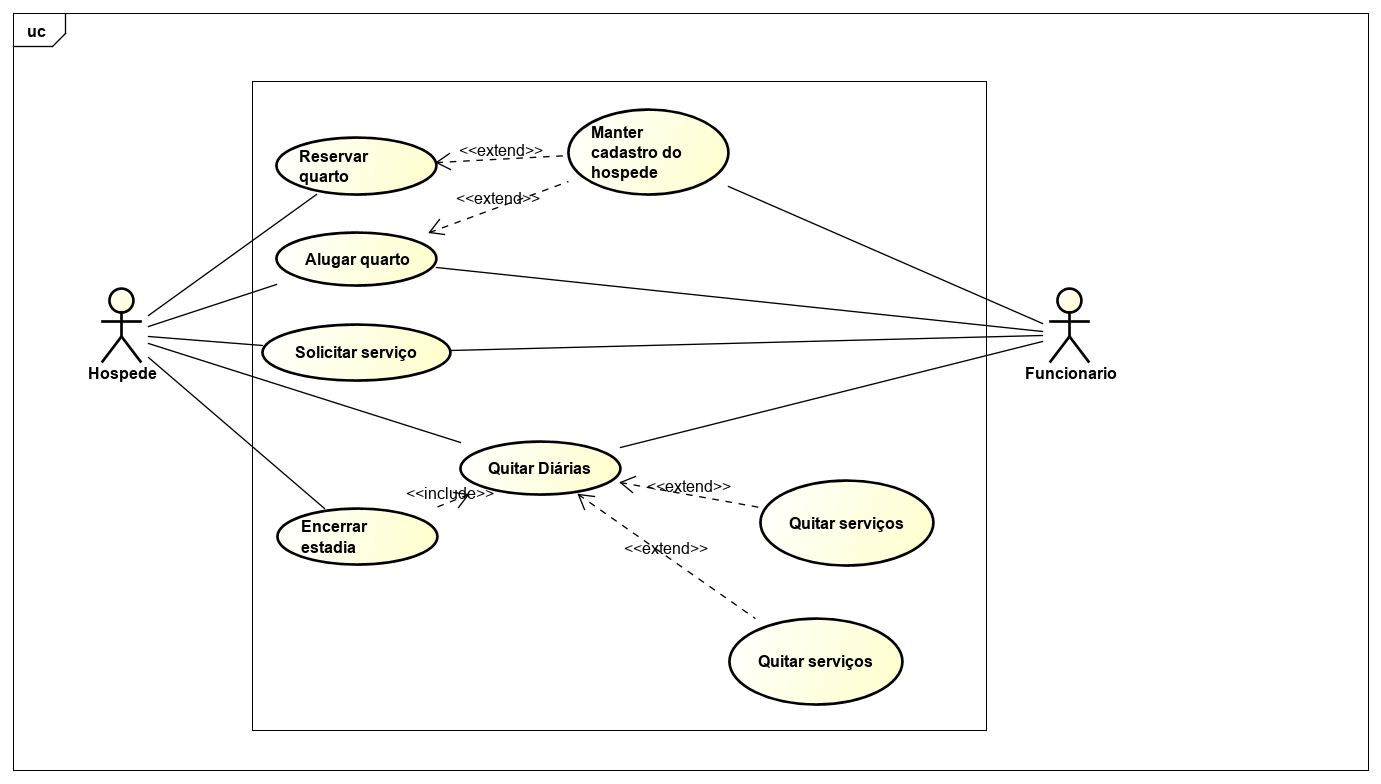 uc
Reservar
quarto
<<extend>>
Manter
cadastro do
hospede
<<extend>>
Alugar quarto
Solicitar serviço
Hospede
Funcionario
Quitar Diárias
<<include>>
<<extend>>
Encerrar
estadia
Quitar serviços
<<extend>>
Quitar serviços